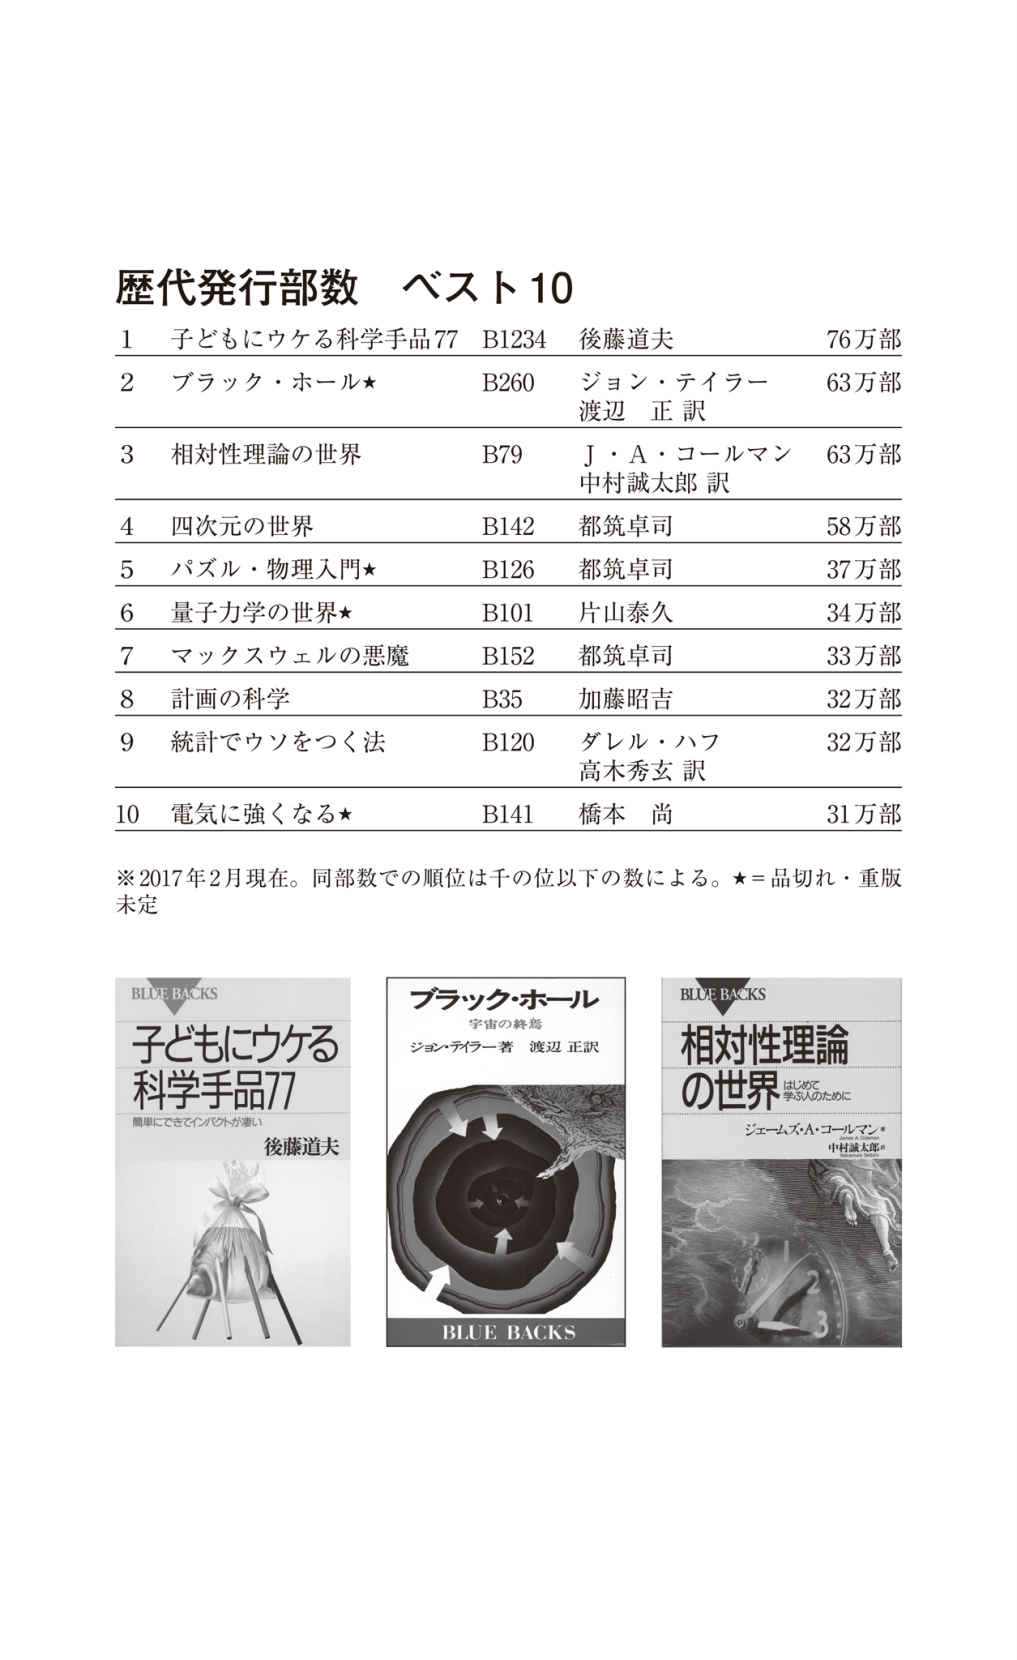 歴代発行部数　ベスト10
1 子どもにウケる科学手品77 B1234 後藤道夫 76万部
2 ブラック・ホール★ B260 ジョン・テイラー 63万部
渡辺　正 訳
3 相対性理論の世界 B79 J・A・コールマン 63万部
中村誠太郎 訳
4 四次元の世界 B142 都筑卓司 58万部
5 パズル・物理入門★ B126 都筑卓司 37万部
6 量子力学の世界★ B101 片山泰久 34万部
7 マックスウェルの悪魔 B152 都筑卓司 33万部
8 計画の科学 B35 加藤昭吉 32万部
9 統計でウソをつく法 B120 ダレル・ハフ 32万部
高木秀玄 訳
10 電気に強くなる★ B141 橋本　尚 31万部
※2017年2月現在。同部数での順位は千の位以下の数による。★＝品切れ・重版
未定
BLUE BACKS
子どもにウケる
科学手品77
簡単にできてインパクトが凄い
後藤道夫
ブラック・ホール
宇宙の終焉
ジョン・テイラー著　渡辺 正訳
BLUE BACKS
BLUE BACKS
相対性理論
の世界 はじめて
学ぶ人のために
ジェームズ・A・コールマン 著
James A. Coleman
中村誠太郎 訳
2
3